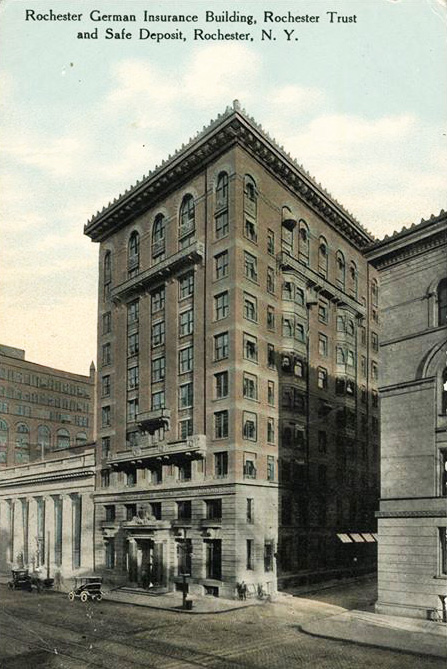 Rochester German Insurance Building, Rochester Trust
and Safe Deposit, Rochester, N. Y.